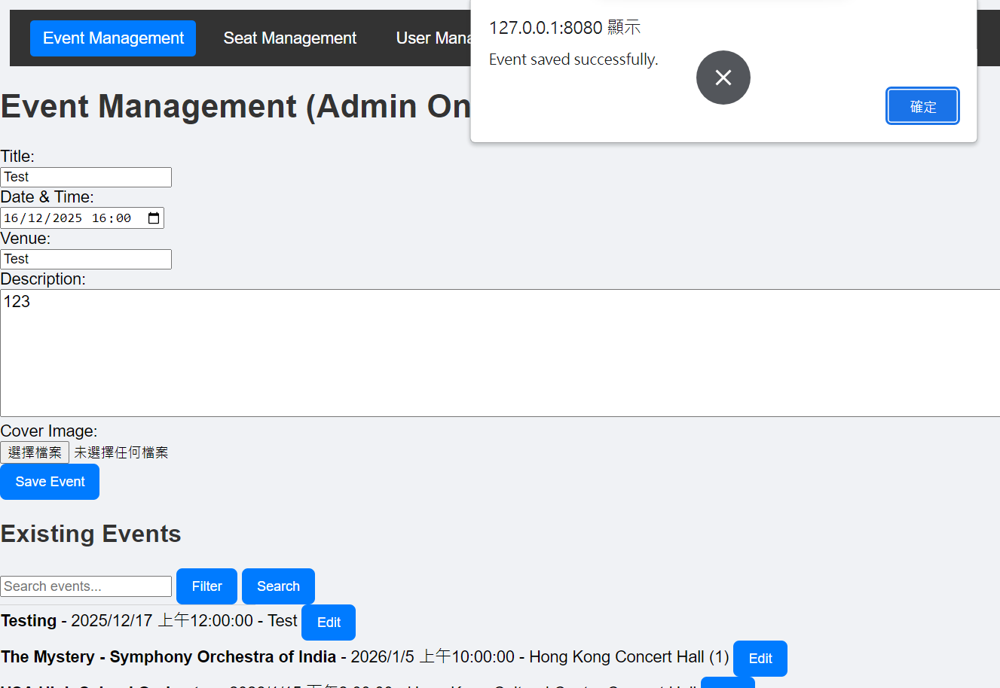 Event Management Seat Management User Mana
127.0.0.1:8080 顯示
Event saved successfully.
確定
Event Management (Admin On
Title:
Test
Date & Time:
16/12/2025 16:00
Venue:
Test
Description:
123
Cover Image:
選擇檔案 未選擇任何檔案
Save Event
Existing Events
Search events... Filter Search
Testing - 2025/12/17 上午12:00:00 - Test Edit
The Mystery - Symphony Orchestra of India - 2026/1/5 上午10:00:00 - Hong Kong Concert Hall (1) Edit